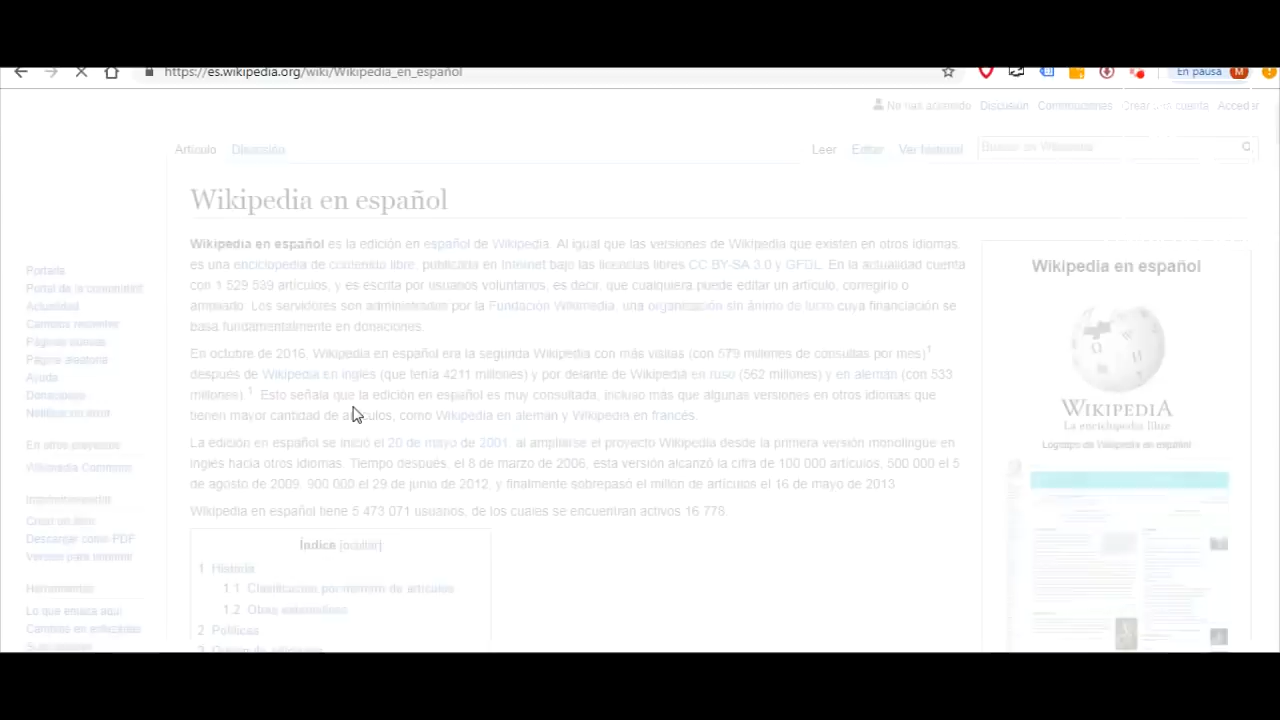 https://es.wikipedia.org/wiki/Wikipedia_en_español
En pausa M
No has accedido Discusión Contribuciones Crear una cuenta Acceder
Artículo Discusión Leer Editar Ver historial Buscar en Wikipedia
Wikipedia en español
Wikipedia en español es la edición en español de Wikipedia. Al igual que las versiones de Wikipedia que existen en otros idiomas,
es una enciclopedia de contenido libre, publicada en Internet bajo las licencias libres CC BY-SA 3.0 y GFDL. En la actualidad cuenta
con 1 529 539 artículos, y es escrita por usuarios voluntarios, es decir, que cualquiera puede editar un artículo, corregirlo o
ampliarlo. Los servidores son administrados por la Fundación Wikimedia, una organización sin ánimo de lucro cuya financiación se
basa fundamentalmente en donaciones.
En octubre de 2016, Wikipedia en español era la segunda Wikipedia con más visitas (con 579 millones de consultas por mes)1
después de Wikipedia en inglés (que tenía 4211 millones) y por delante de Wikipedia en ruso (562 millones) y en alemán (con 533
millones).1 Esto señala que la edición en español es muy consultada, incluso más que algunas versiones en otros idiomas que
tienen mayor cantidad de artículos, como Wikipedia en alemán y Wikipedia en francés.
La edición en español se inició el 20 de mayo de 2001, al ampliarse el proyecto Wikipedia desde la primera versión monolingüe en
inglés hacia otros idiomas. Tiempo después, el 8 de marzo de 2006, esta versión alcanzó la cifra de 100 000 artículos, 500 000 el 5
de agosto de 2009, 900 000 el 29 de junio de 2012, y finalmente sobrepasó el millón de artículos el 16 de mayo de 2013
Wikipedia en español tiene 5 473 071 usuarios, de los cuales se encuentran activos 16 778.
Índice [ocultar]
1 Historia
1.1 Clasificación por número de artículos
1.2 Otras
2 Políticas
3
Portada
Portal de la comunidad
Actualidad
Cambios recientes
Páginas nuevas
Página aleatoria
Ayuda
Donaciones
Notificar un error
En otros proyectos
Wikimedia Commons
Imprimir/exportar
Crear un libro
Descargar como PDF
Versión para imprimir
Herramientas
Lo que enlaza aquí
Cambios en enlazadas
Wikipedia en español
WIKIPEDIA
La enciclopedia libre
Logotipo de Wikipedia en español